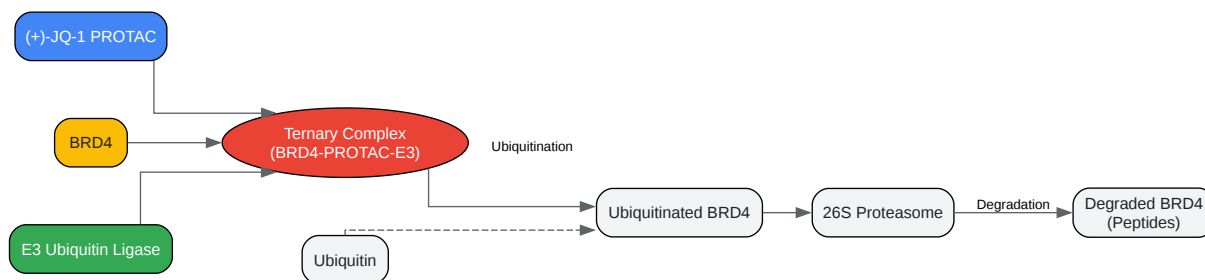 (+)-JQ-1 PROTAC
BRD4
E3 Ubiquitin Ligase
Ternary Complex
(BRD4-PROTAC-E3)
Ubiquitination
Ubiquitin
Ubiquitinated BRD4
26S Proteasome
Degradation
Degraded BRD4
(Peptides)